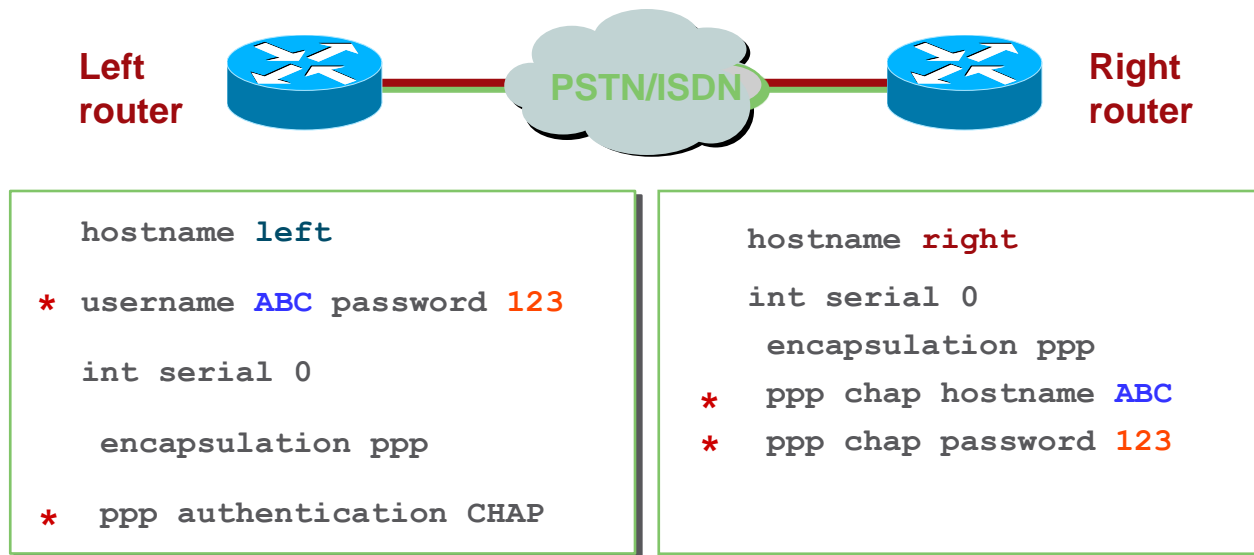 Left
router
PSTN/ISDN
Right
router
hostname left
* username ABC password 123
int serial 0
encapsulation ppp
* ppp authentication CHAP
hostname right
int serial 0
encapsulation ppp
* ppp chap hostname ABC
* ppp chap password 123